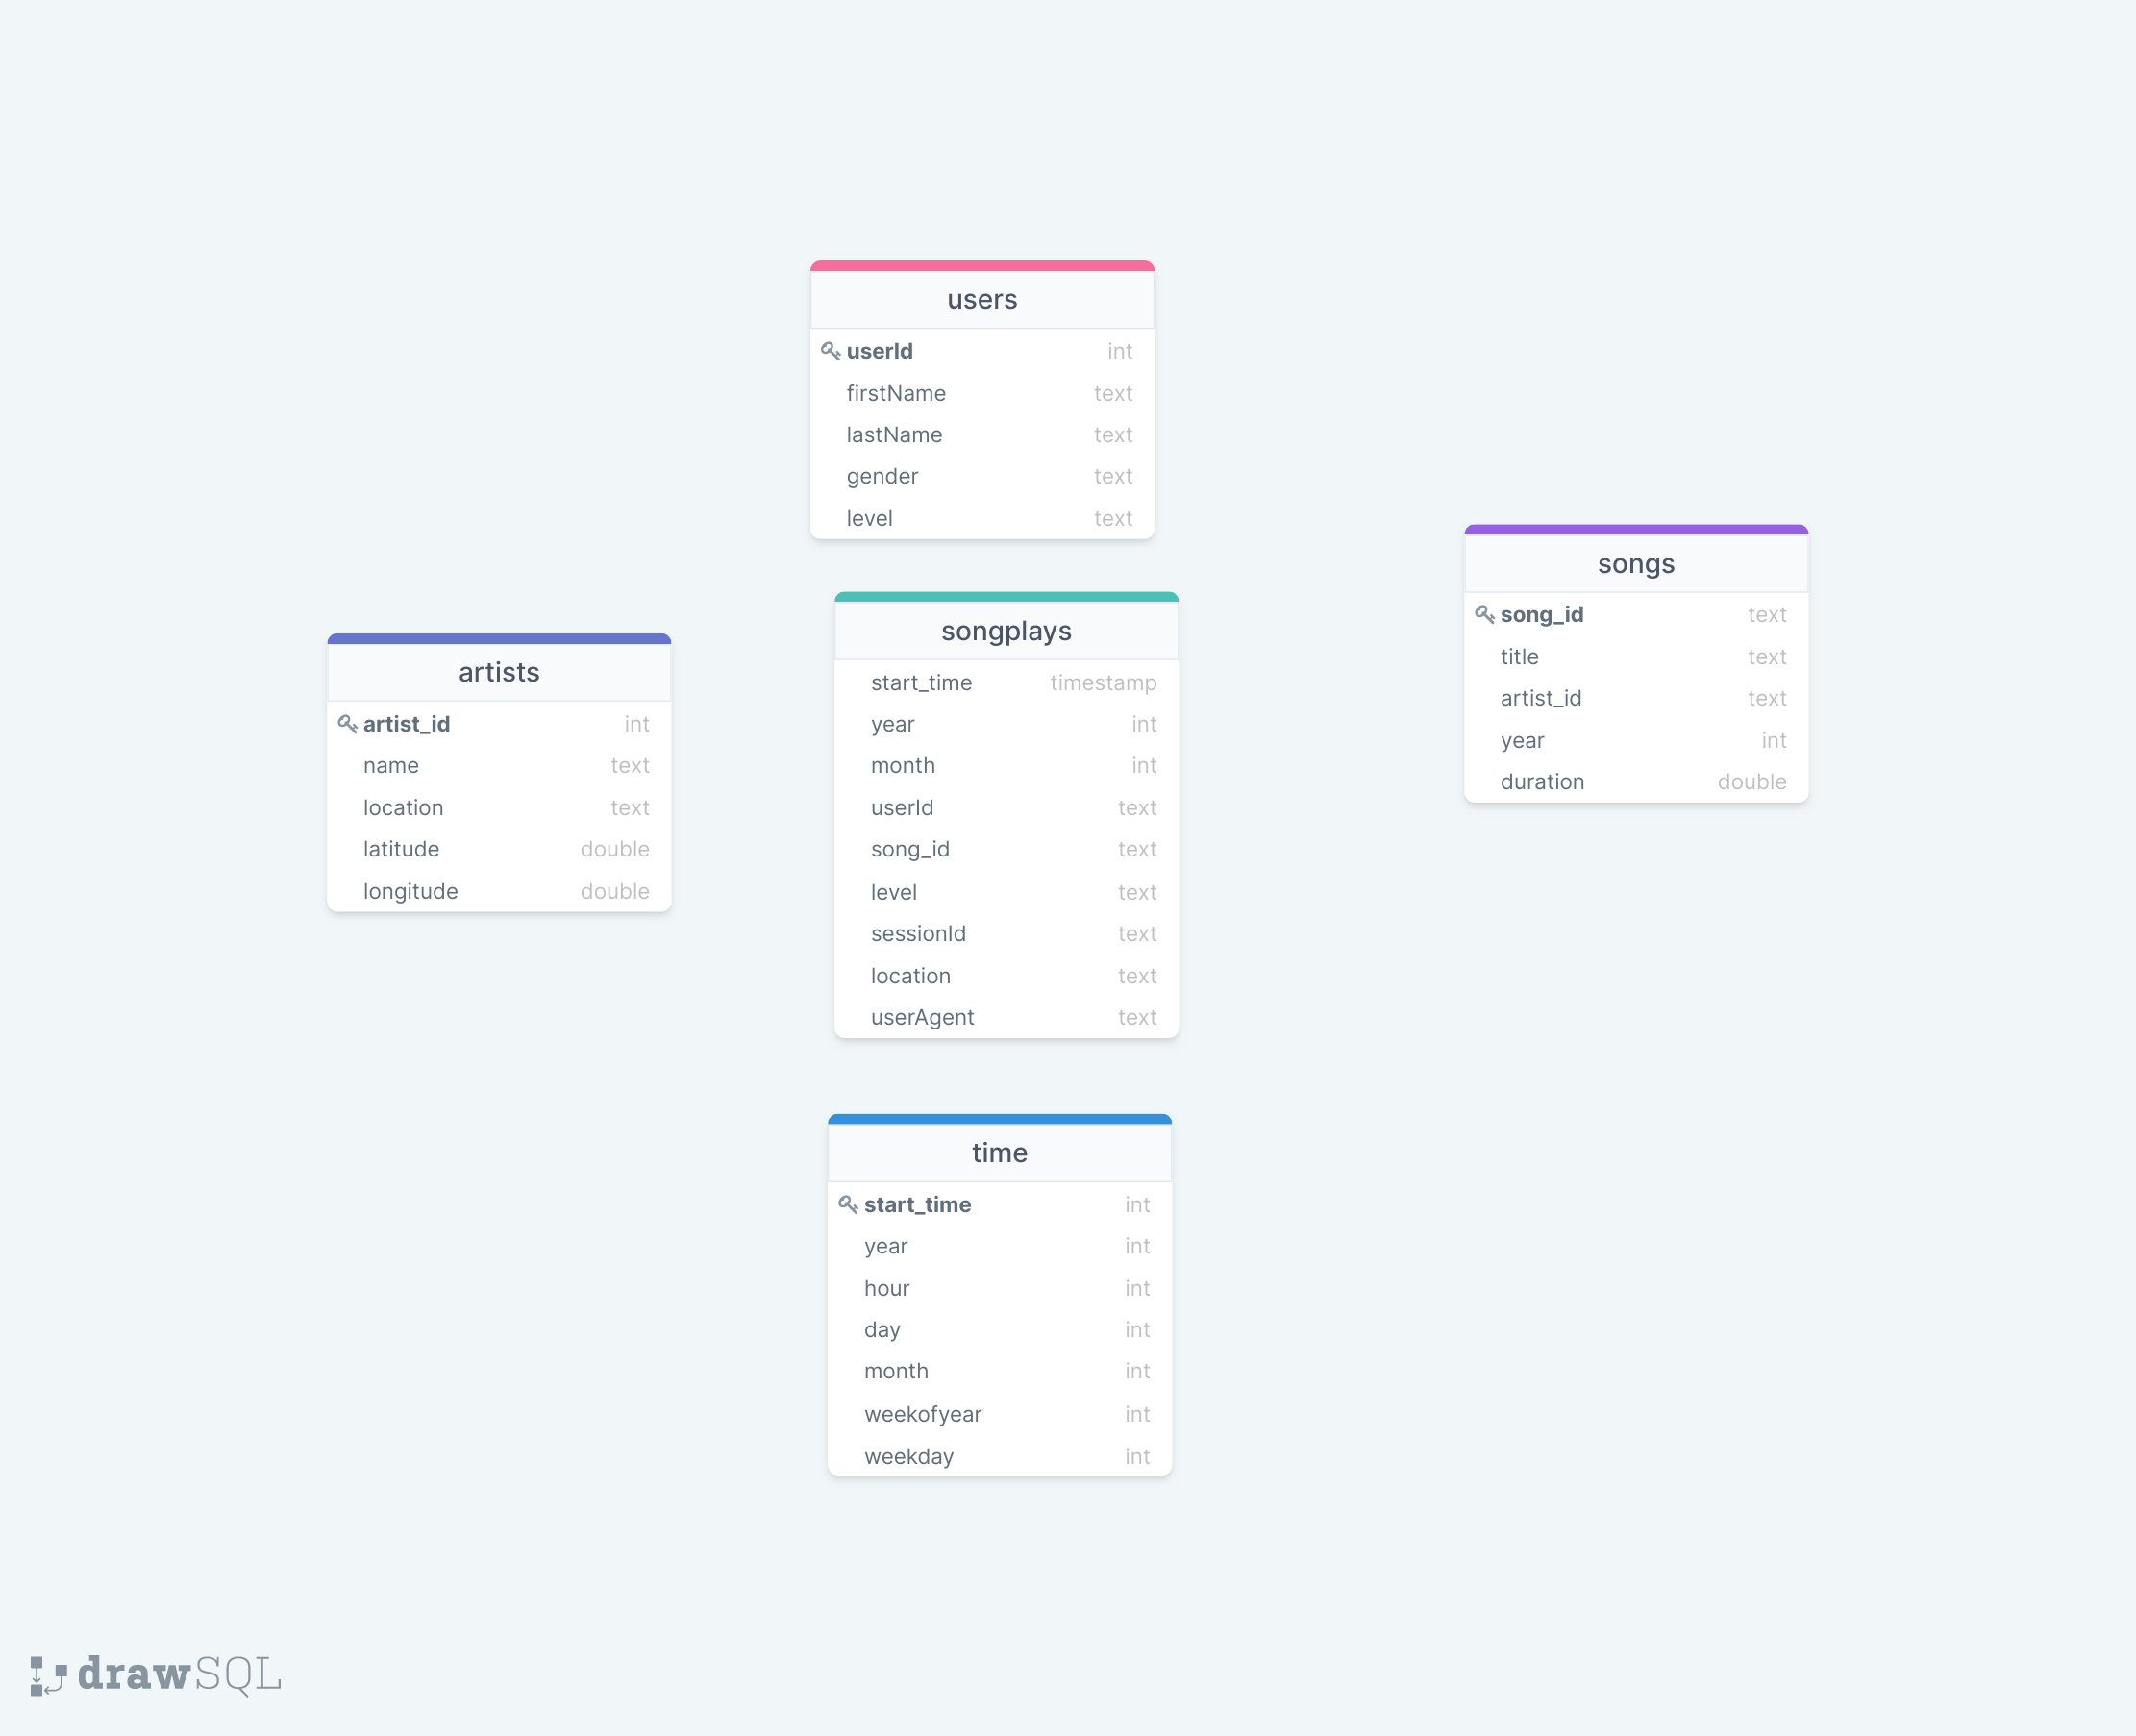 users
userId int
firstName text
lastName text
gender text
level text
songs
song_id text
title text
artist_id text
year int
duration double
songplays
start_time timestamp
year int
month int
userId text
song_id text
level text
sessionId text
location text
userAgent text
artists
artist_id int
name text
location text
latitude double
longitude double
time
start_time int
year int
hour int
day int
month int
weekofyear int
weekday int
drawSQL